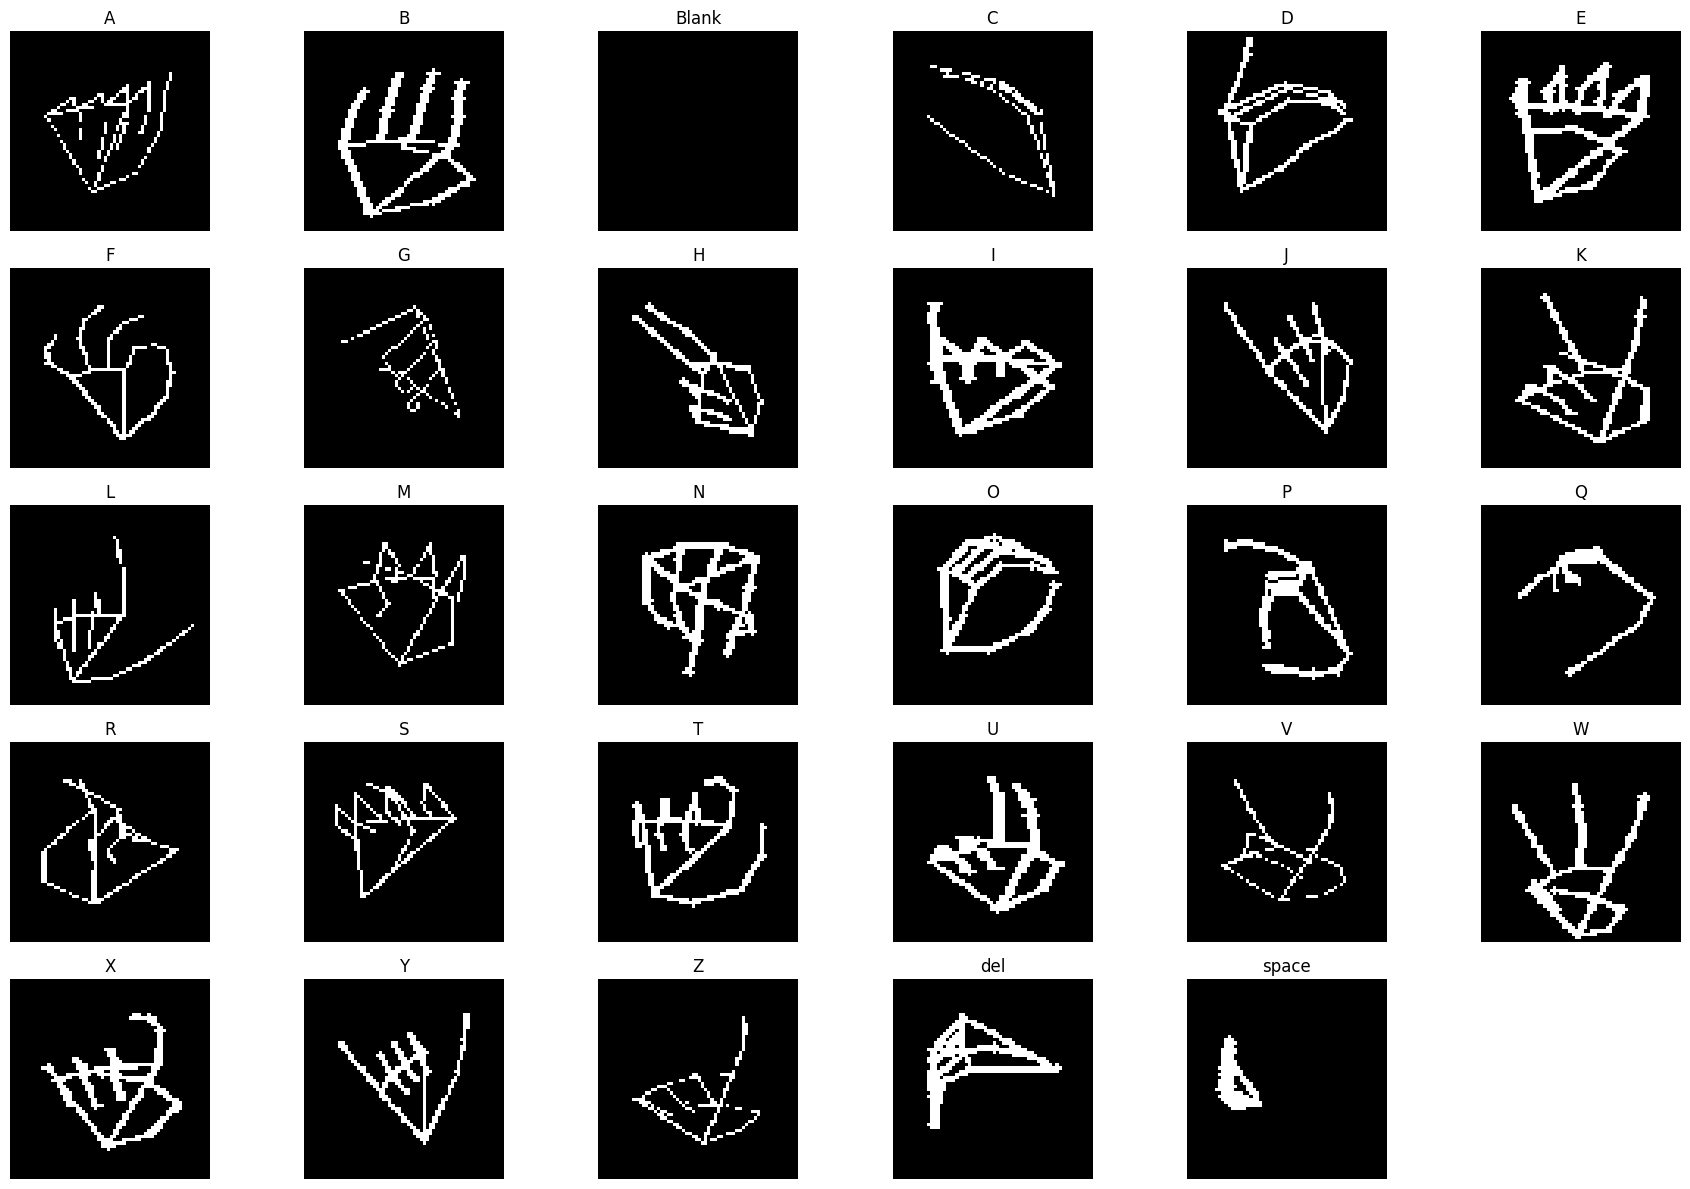 A B Blank C D E
F G H I J K
L M N O P Q
R S T U V W
X Y Z del space